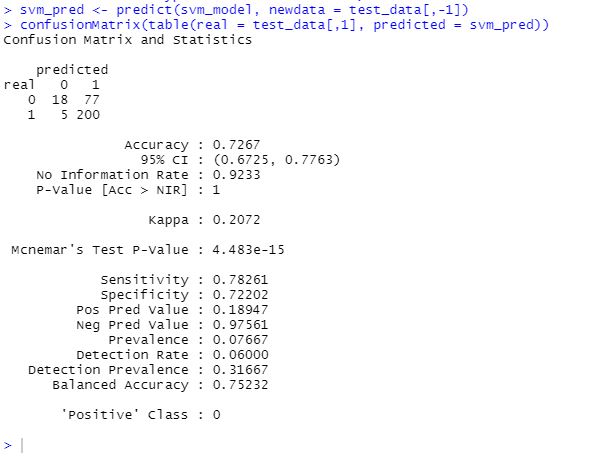 > svm_pred <- predict(svm_model, newdata = test_data[,-1])
> confusionMatrix(table(real = test_data[,1], predicted = svm_pred))
Confusion Matrix and Statistics
predicted
real 0 1
0 18 77
1 5 200
Accuracy : 0.7267
95% CI : (0.6725, 0.7763)
No Information Rate : 0.9233
P-Value [Acc > NIR] : 1
Kappa : 0.2072
Mcnemar's Test P-Value : 4.483e-15
Sensitivity : 0.78261
Specificity : 0.72202
Pos Pred Value : 0.18947
Neg Pred Value : 0.97561
Prevalence : 0.07667
Detection Rate : 0.06000
Detection Prevalence : 0.31667
Balanced Accuracy : 0.75232
'Positive' Class : 0
>